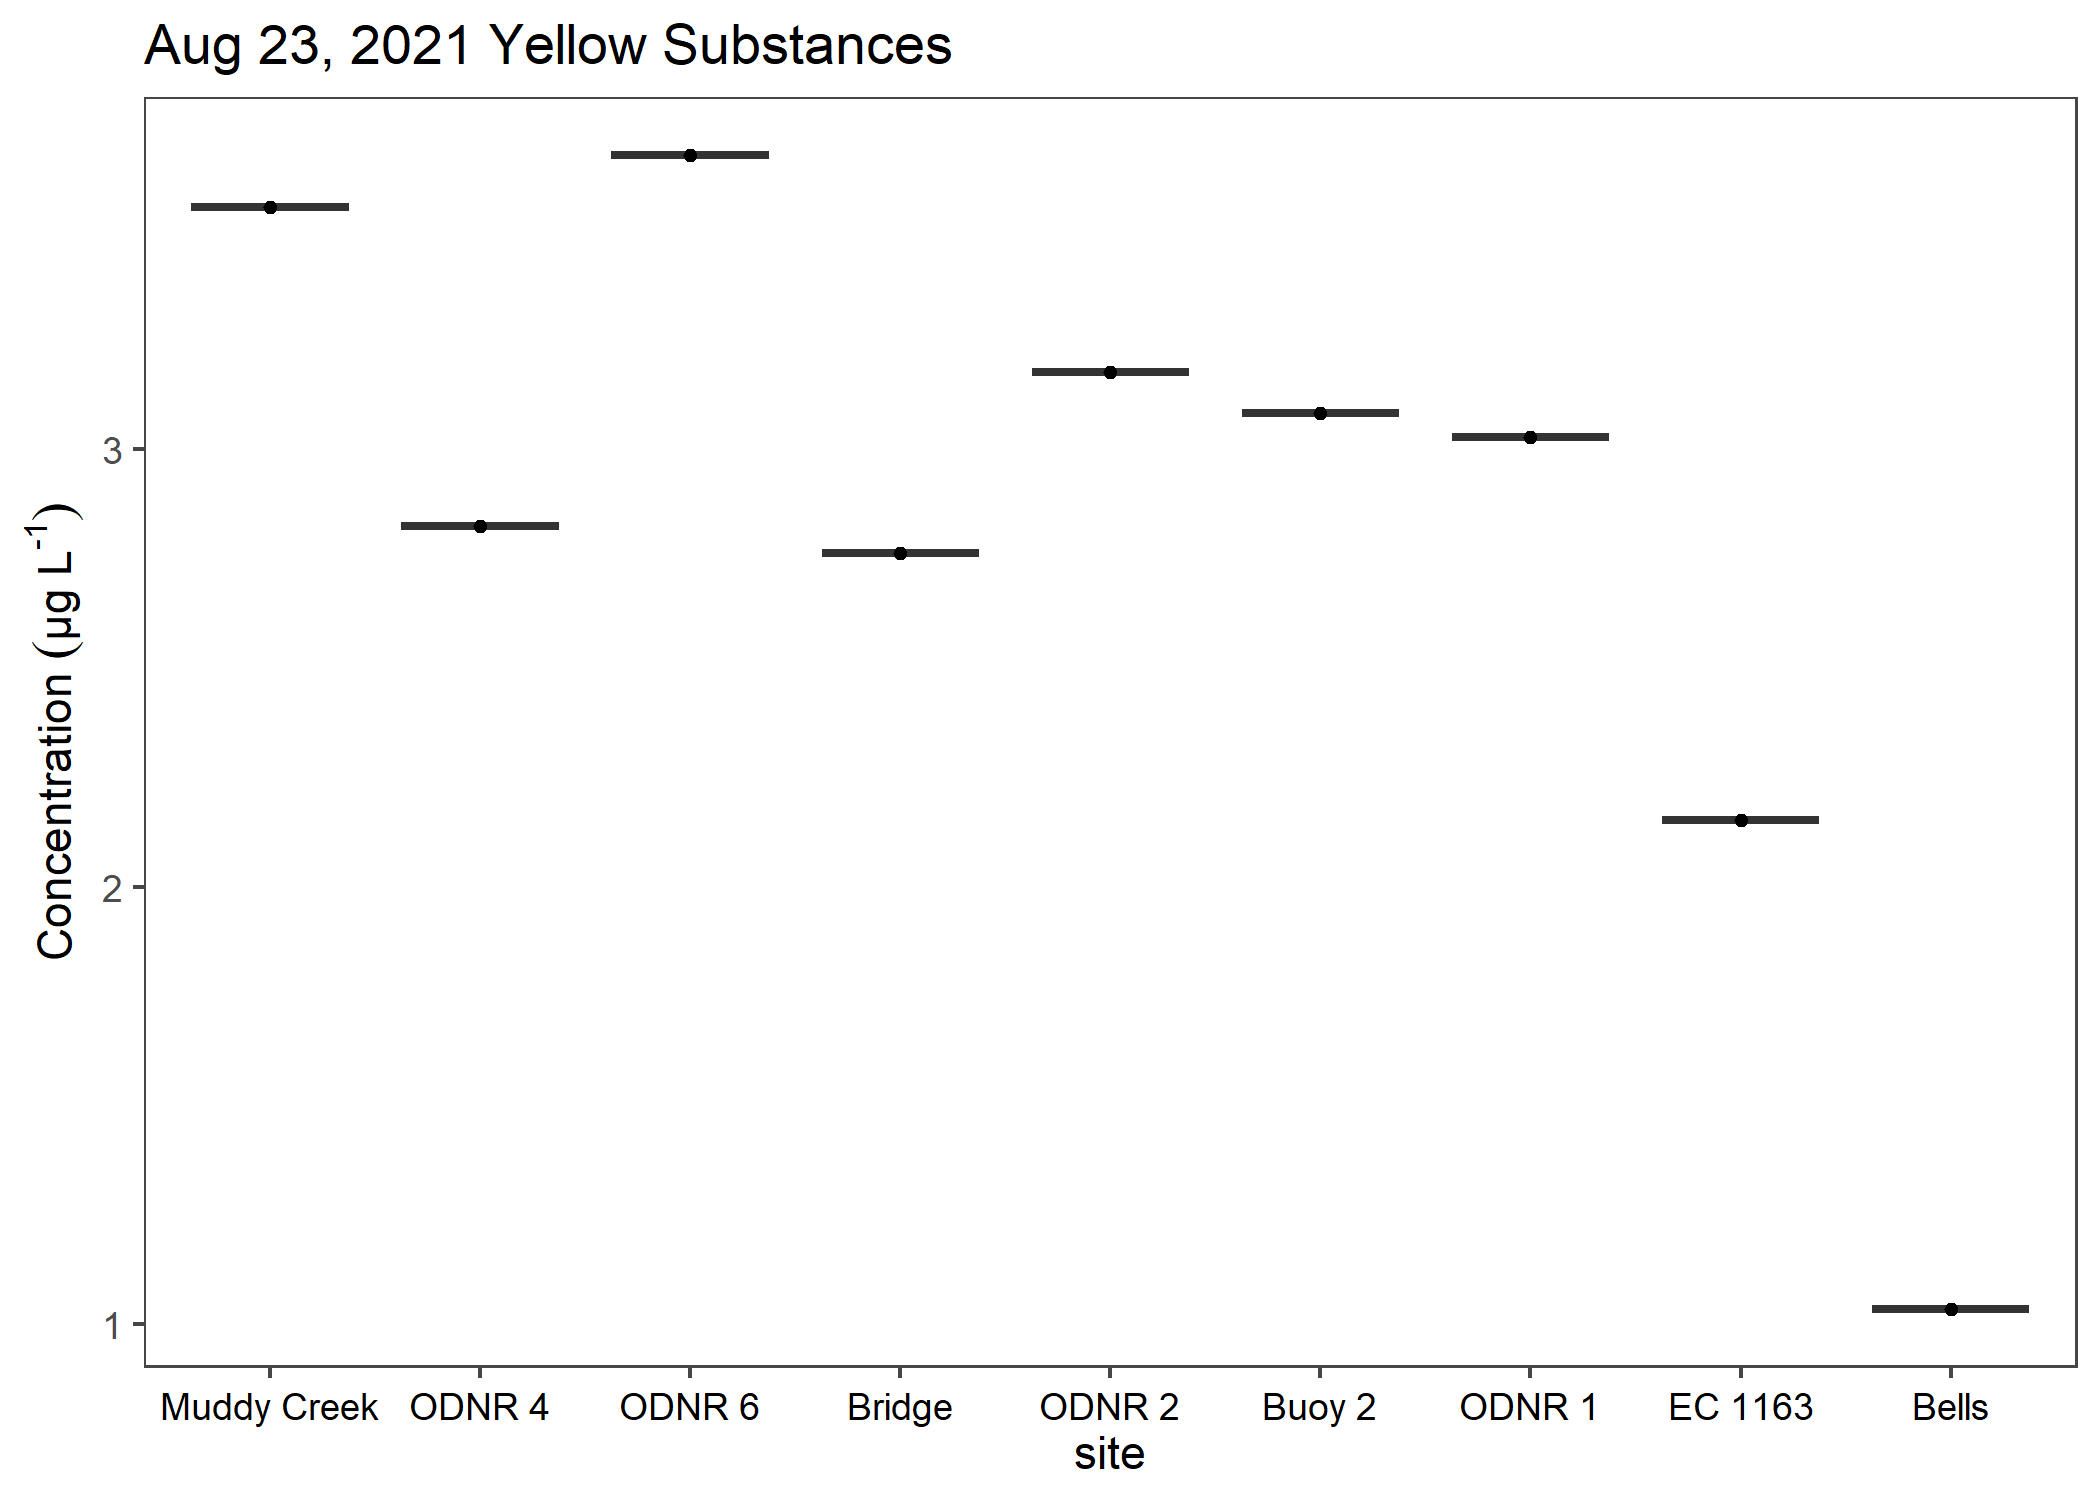 Aug 23, 2021 Yellow Substances
Concentration (µg L⁻¹)
3
2
1
Muddy Creek ODNR 4 ODNR 6 Bridge ODNR 2 Buoy 2 ODNR 1 EC 1163 Bells
site